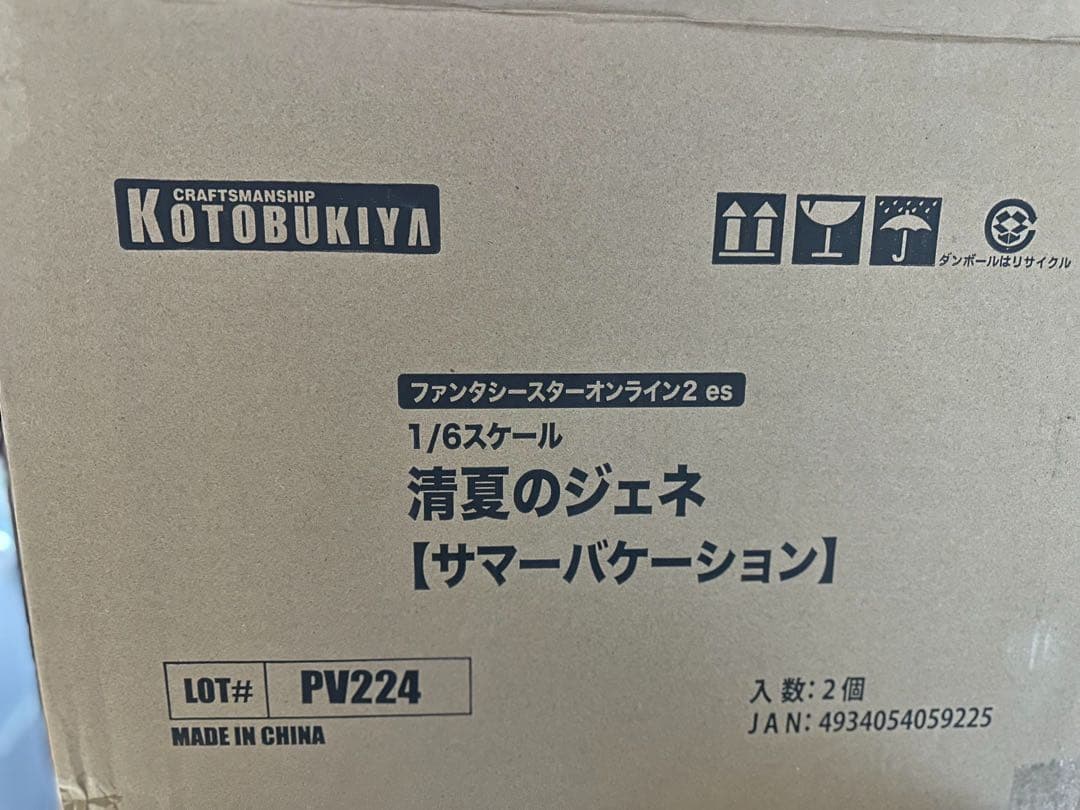 CRAFTSMANSHIP
KOTOBUKIYA
ダンボールはリサイクル
ファンタシースターオンライン2 es
1/6スケール
清夏のジェネ
【サマーバケーション】
LOT# PV224
MADE IN CHINA
入数：2個
JAN：4934054059225